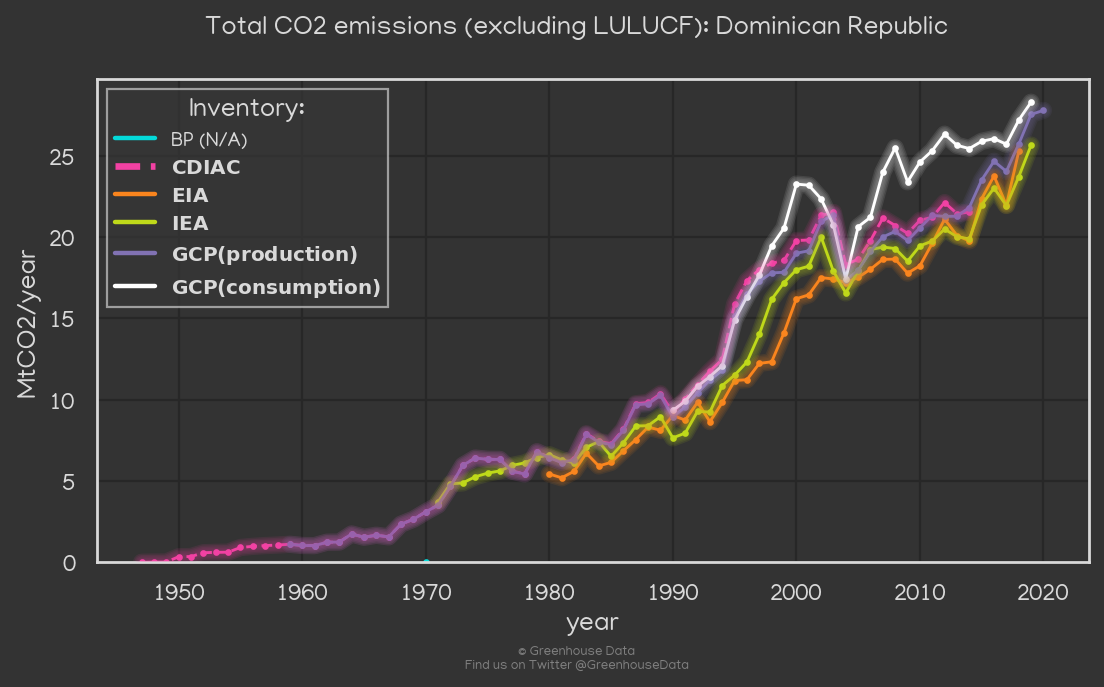 Total CO2 emissions (excluding LULUCF): Dominican Republic
Inventory:
BP (N/A)
CDIAC
EIA
IEA
GCP(production)
GCP(consumption)
MtCO2/year
25
20
15
10
5
0
1950 1960 1970 1980 1990 2000 2010 2020
year
© Greenhouse Data
Find us on Twitter @GreenhouseData